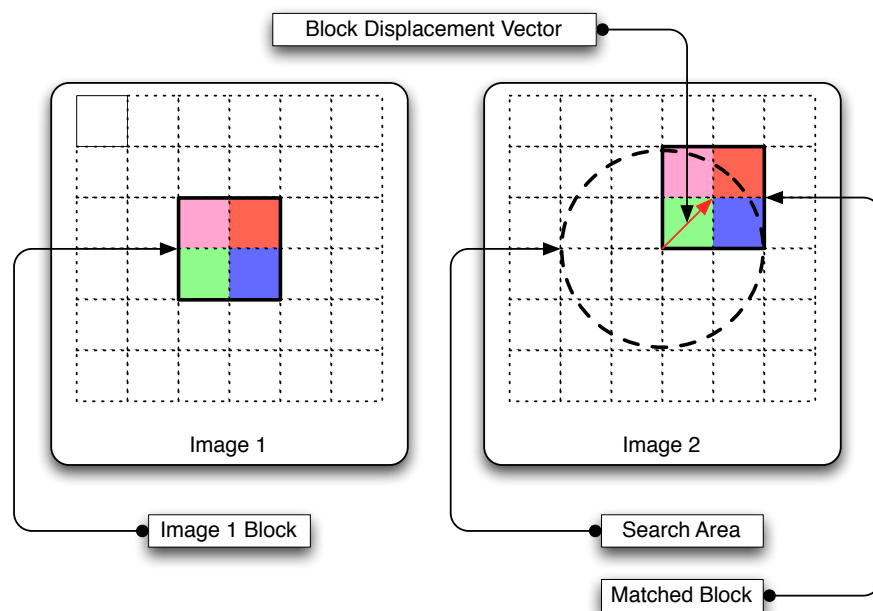 Block Displacement Vector
Image 1
Image 2
Image 1 Block
Search Area
Matched Block